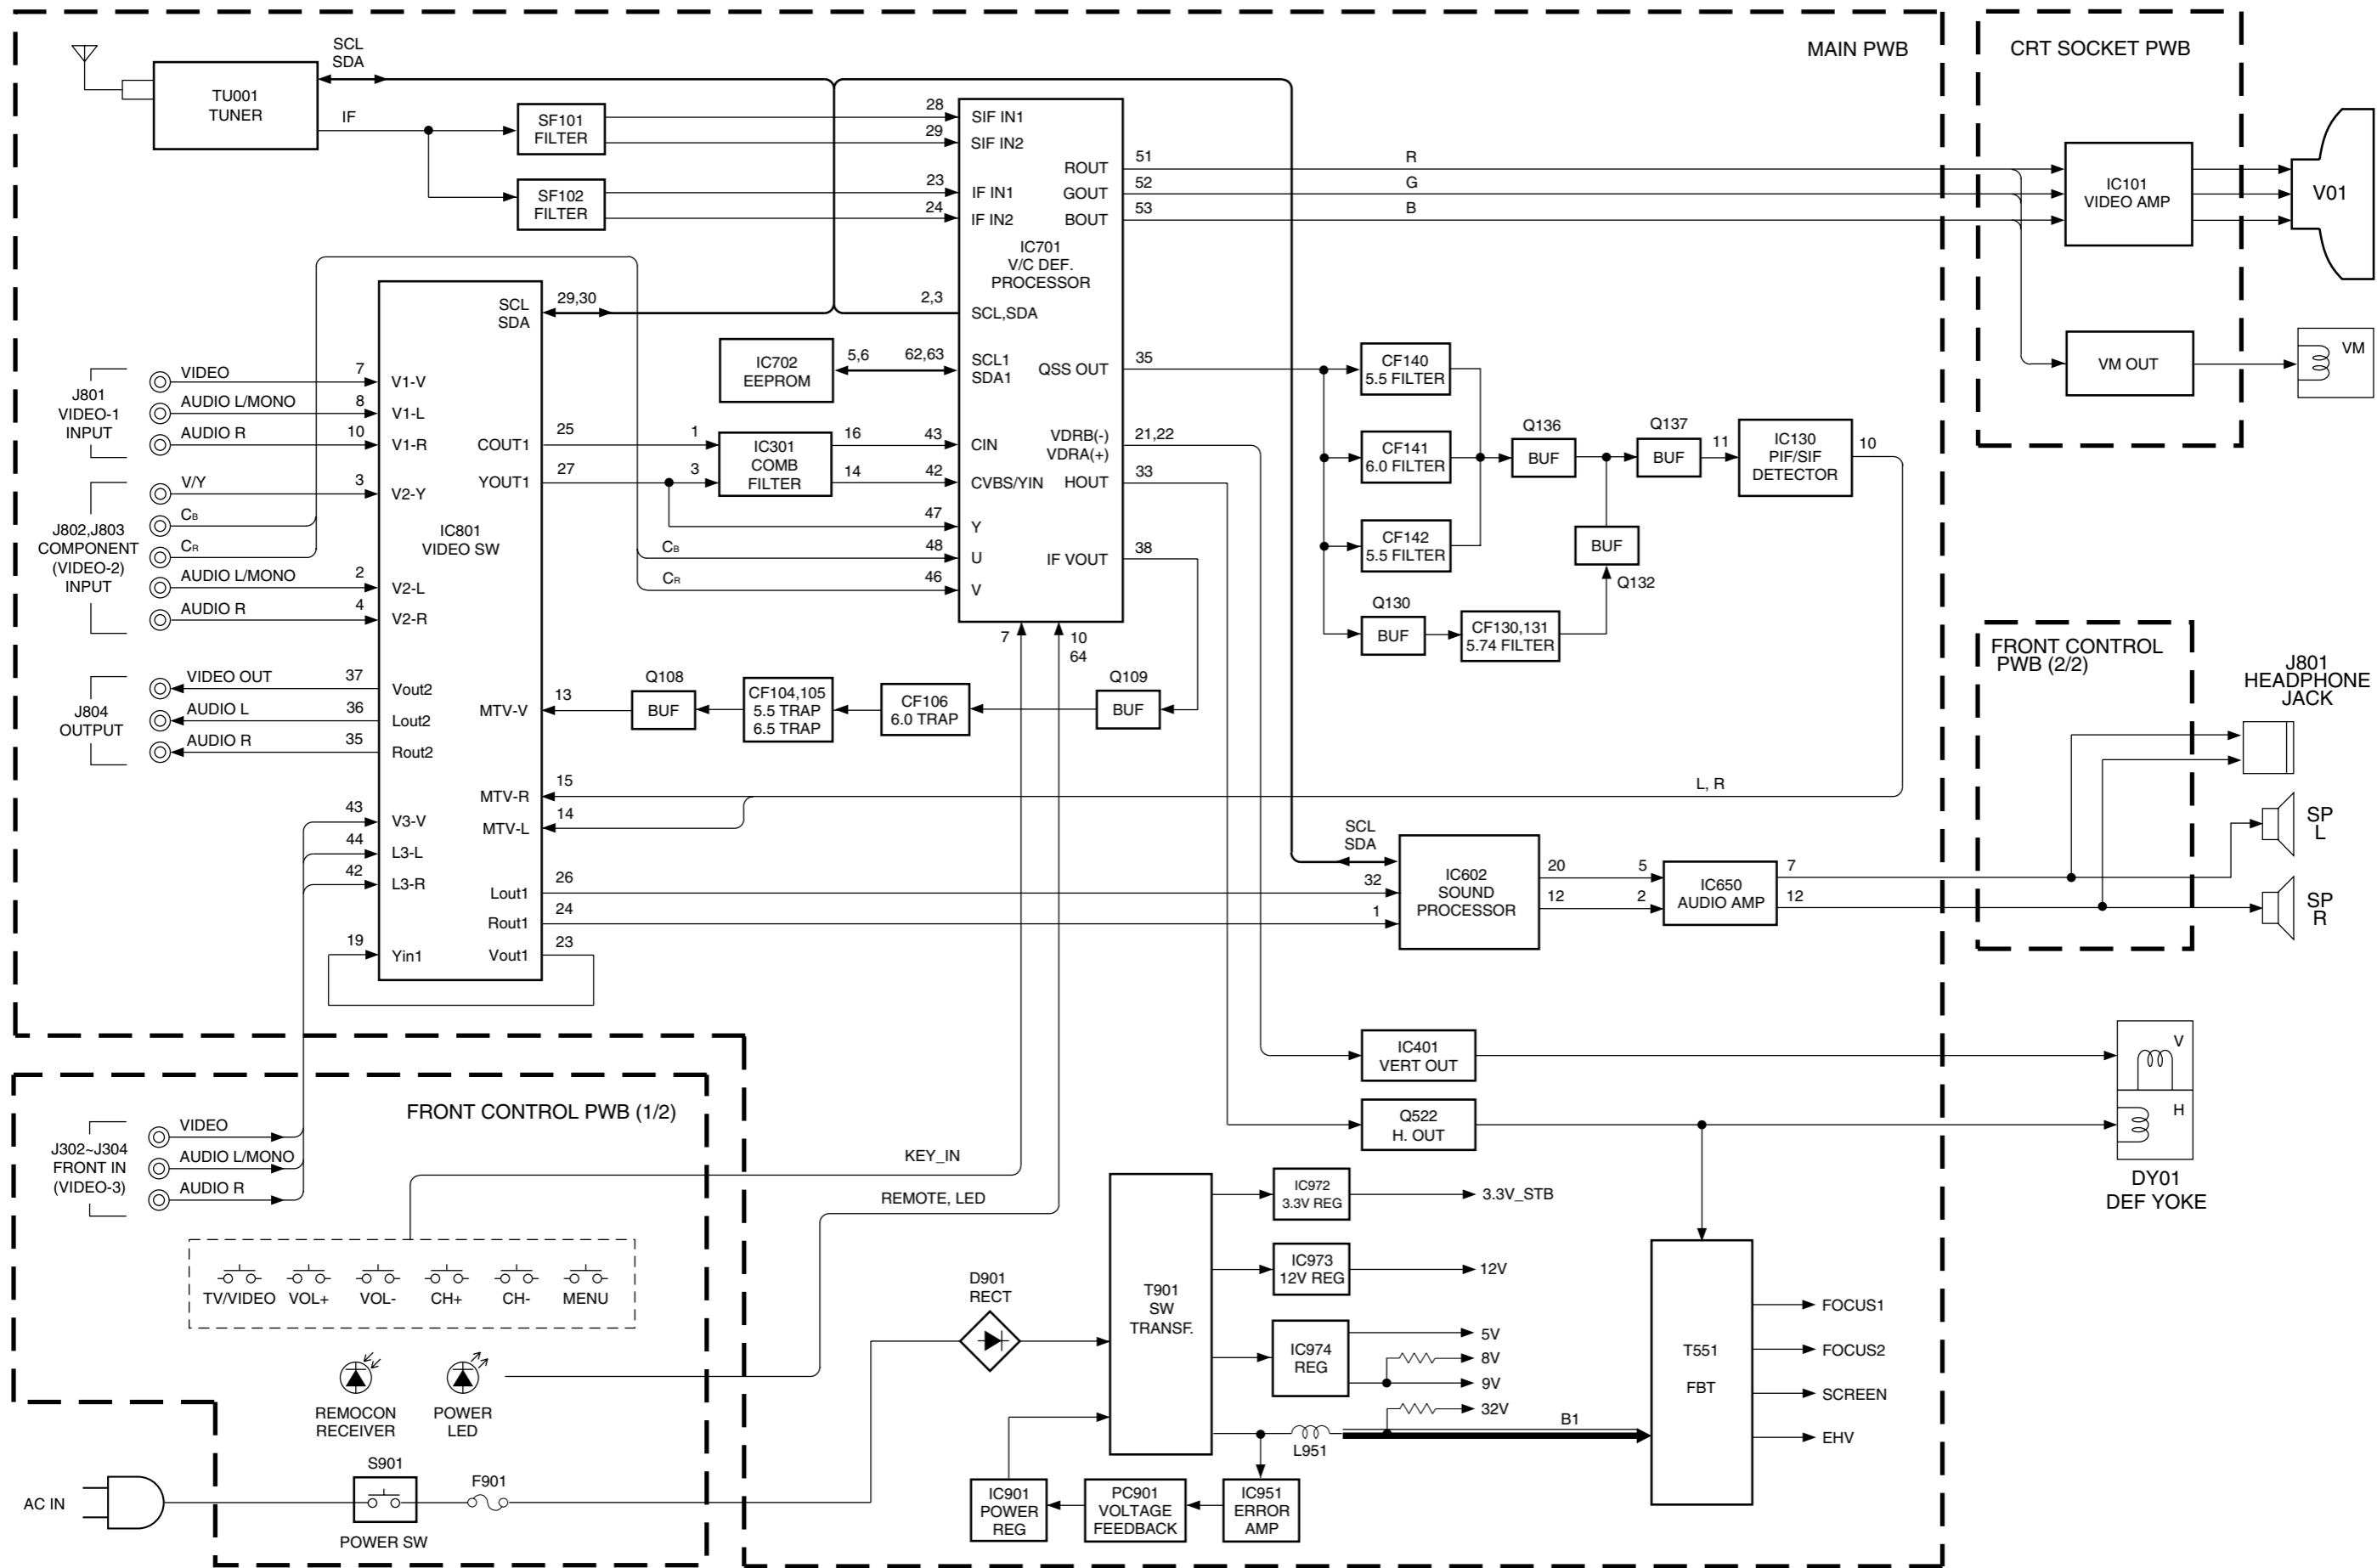 MAIN PWB
CRT SOCKET PWB
SCL
SDA
TU001
TUNER
IF
SF101
FILTER
SF102
FILTER
28
29
23
24
SIF IN1
SIF IN2
IF IN1
IF IN2
ROUT
GOUT
BOUT
51
52
53
R
G
B
IC101
VIDEO AMP
V01
IC701
V/C DEF.
PROCESSOR
SCL
SDA
29,30
2,3
SCL,SDA
IC702
EEPROM
5,6
62,63
SCL1
SDA1
QSS OUT
35
CF140
5.5 FILTER
VM OUT
VM
J801
VIDEO-1
INPUT
VIDEO
AUDIO L/MONO
AUDIO R
7
8
10
V1-V
V1-L
V1-R
COUT1
YOUT1
25
27
1
3
IC301
COMB
FILTER
16
14
43
42
CIN
CVBS/YIN
VDRB(-)
VDRA(+)
HOUT
21,22
33
CF141
6.0 FILTER
Q136
BUF
Q137
BUF
11
IC130
PIF/SIF
DETECTOR
10
J802,J803
COMPONENT
(VIDEO-2)
INPUT
V/Y
CB
CR
AUDIO L/MONO
AUDIO R
3
2
4
V2-Y
V2-L
V2-R
IC801
VIDEO SW
CB
CR
47
48
46
Y
U
V
IF VOUT
38
CF142
5.5 FILTER
BUF
Q132
Q130
BUF
CF130,131
5.74 FILTER
7
10
64
J804
OUTPUT
VIDEO OUT
AUDIO L
AUDIO R
37
36
35
Vout2
Lout2
Rout2
MTV-V
13
Q108
BUF
CF104,105
5.5 TRAP
6.5 TRAP
CF106
6.0 TRAP
Q109
BUF
FRONT CONTROL
PWB (2/2)
J801
HEADPHONE
JACK
MTV-R
MTV-L
15
14
L, R
43
44
42
V3-V
L3-L
L3-R
Lout1
Rout1
26
24
SCL
SDA
32
1
IC602
SOUND
PROCESSOR
20
12
5
2
IC650
AUDIO AMP
7
12
SP
L
SP
R
19
Yin1
Vout1
23
IC401
VERT OUT
V
Q522
H. OUT
H
DY01
DEF YOKE
FRONT CONTROL PWB (1/2)
J302~J304
FRONT IN
(VIDEO-3)
VIDEO
AUDIO L/MONO
AUDIO R
KEY_IN
REMOTE, LED
TV/VIDEO
VOL+
VOL-
CH+
CH-
MENU
REMOCON
RECEIVER
POWER
LED
D901
RECT
T901
SW
TRANSF.
IC972
3.3V REG
3.3V_STB
IC973
12V REG
12V
IC974
REG
5V
8V
9V
32V
B1
L951
T551
FBT
FOCUS1
FOCUS2
SCREEN
EHV
AC IN
S901
POWER SW
F901
IC901
POWER
REG
PC901
VOLTAGE
FEEDBACK
IC951
ERROR
AMP